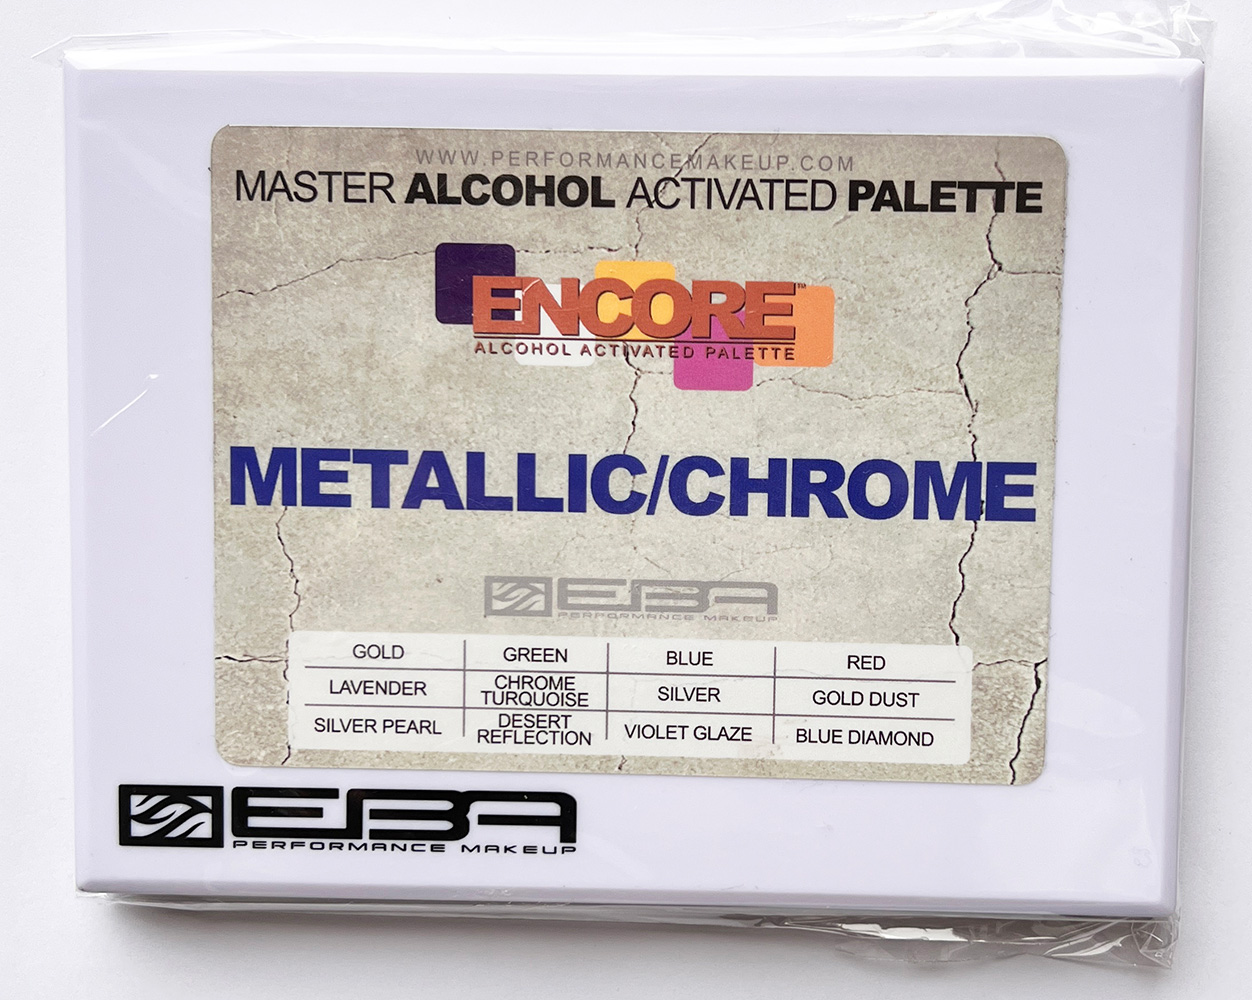 WWW.PERFORMANCEMAKEUP.COM
MASTER ALCOHOL ACTIVATED PALETTE
ENCORE™
ALCOHOL ACTIVATED PALETTE
METALLIC/CHROME
EBA
PERFORMANCE MAKEUP
GOLD GREEN BLUE RED
LAVENDER CHROME TURQUOISE SILVER GOLD DUST
SILVER PEARL DESERT REFLECTION VIOLET GLAZE BLUE DIAMOND
EBA
PERFORMANCE MAKEUP